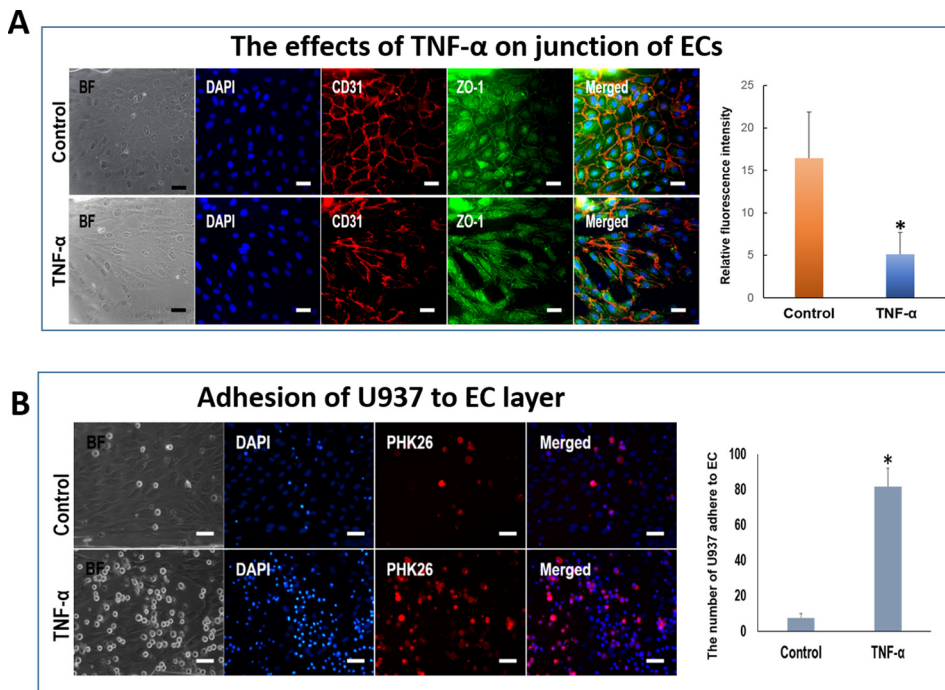 A
The effects of TNF-α on junction of ECs
Control
BF
DAPI
CD31
ZO-1
Merged
TNF-α
BF
DAPI
CD31
ZO-1
Merged
Relative fluorescence intensity
25
20
15
10
5
0
*
Control
TNF-α
B
Adhesion of U937 to EC layer
Control
BF
DAPI
PHK26
Merged
TNF-α
BF
DAPI
PHK26
Merged
The number of U937 adhere to EC
100
80
60
40
20
0
*
Control
TNF-α